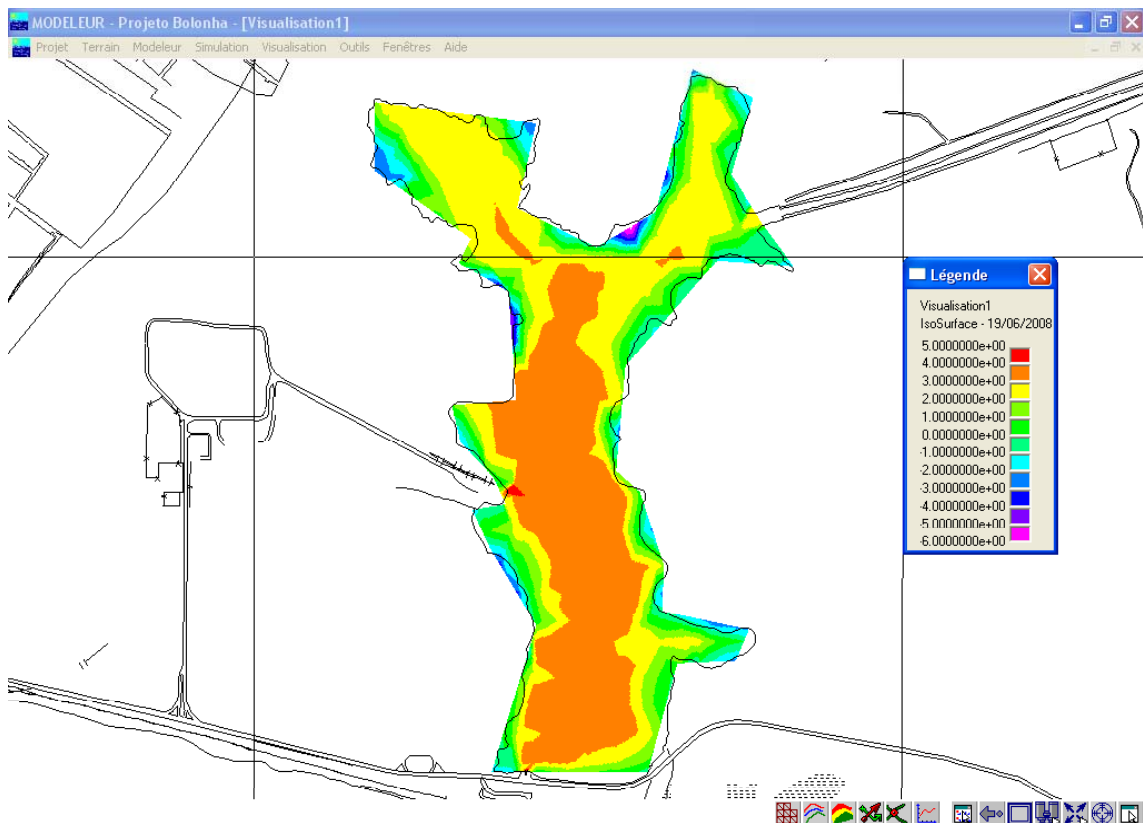 MODELEUR - Projeto Bolonha - [Visualisation1]
Projet Terrain Modeleur Simulation Visualisation Outils Fenêtres Aide
Légende
Visualisation1
IsoSurface - 19/06/2008
5.0000000e+00
4.0000000e+00
3.0000000e+00
2.0000000e+00
1.0000000e+00
0.0000000e+00
-1.0000000e+00
-2.0000000e+00
-3.0000000e+00
-4.0000000e+00
-5.0000000e+00
-6.0000000e+00